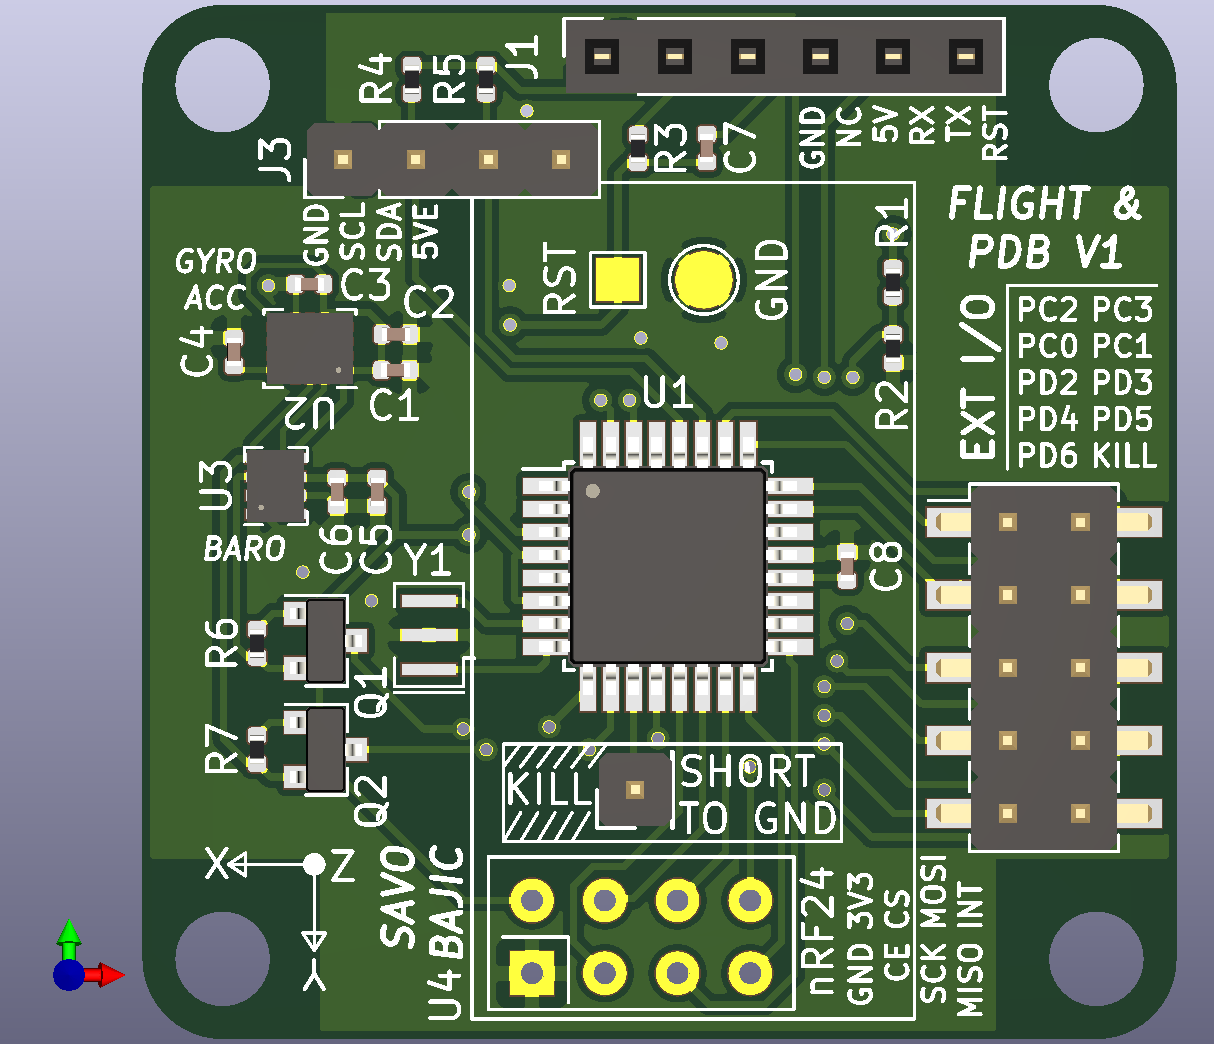 J1
R4
R5
J3
R3
C7
GND
NC
5V
RX
TX
RST
GND
SSCL
SDA
5VE
FLIGHT &
PDB V1
R1
R2
RST
GND
GYRO
ACC
C3
C2
C4
C1
U2
U1
EXT I/O
PC2 PC3
PC0 PC1
PD2 PD3
PD4 PD5
PD6 KILL
U3
C6
C5
BARO
Y1
C8
R6
Q1
R7
Q2
KILL
SHORT
TO GND
X
Z
Y
SAVO
BAJIC
U4
nRF24
GND 3V3
CE CS
SCK MOSI
MISO INT